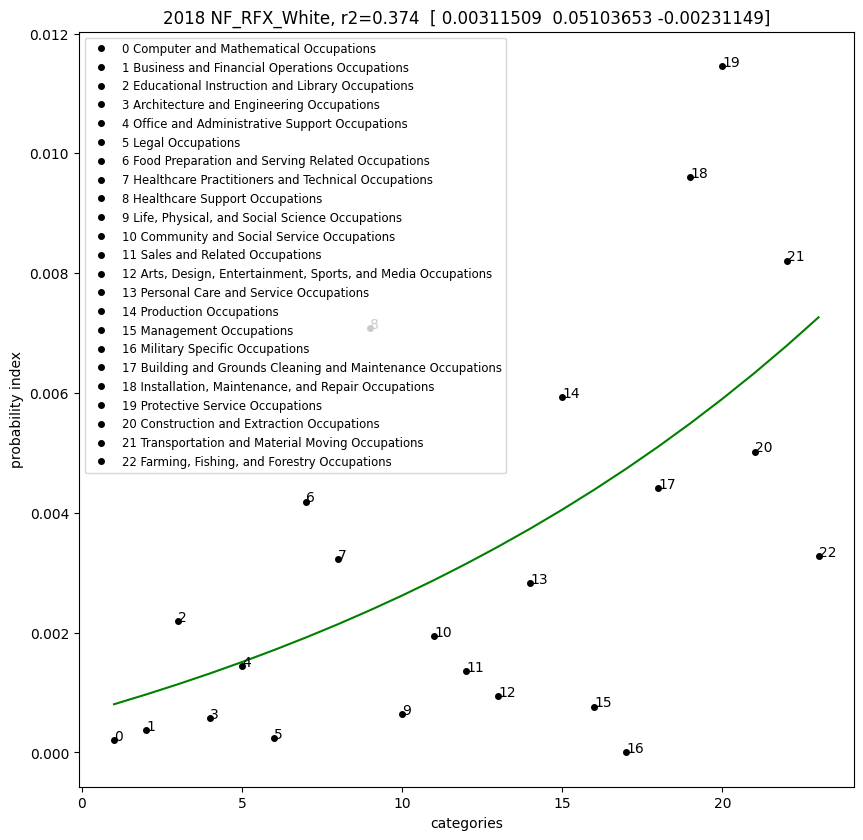 2018 NF_RFX_White, r2=0.374  [ 0.00311509  0.05103653 -0.00231149]
0.012
0.010
0.008
0.006
0.004
0.002
0.000
probability index
0 Computer and Mathematical Occupations
1 Business and Financial Operations Occupations
2 Educational Instruction and Library Occupations
3 Architecture and Engineering Occupations
4 Office and Administrative Support Occupations
5 Legal Occupations
6 Food Preparation and Serving Related Occupations
7 Healthcare Practitioners and Technical Occupations
8 Healthcare Support Occupations
9 Life, Physical, and Social Science Occupations
10 Community and Social Service Occupations
11 Sales and Related Occupations
12 Arts, Design, Entertainment, Sports, and Media Occupations
13 Personal Care and Service Occupations
14 Production Occupations
15 Management Occupations
16 Military Specific Occupations
17 Building and Grounds Cleaning and Maintenance Occupations
18 Installation, Maintenance, and Repair Occupations
19 Protective Service Occupations
20 Construction and Extraction Occupations
21 Transportation and Material Moving Occupations
22 Farming, Fishing, and Forestry Occupations
19
18
21
8
14
20
17
6
7
22
13
2
10
4
11
12
15
9
3
1
5
0
16
0
5
10
15
20
categories